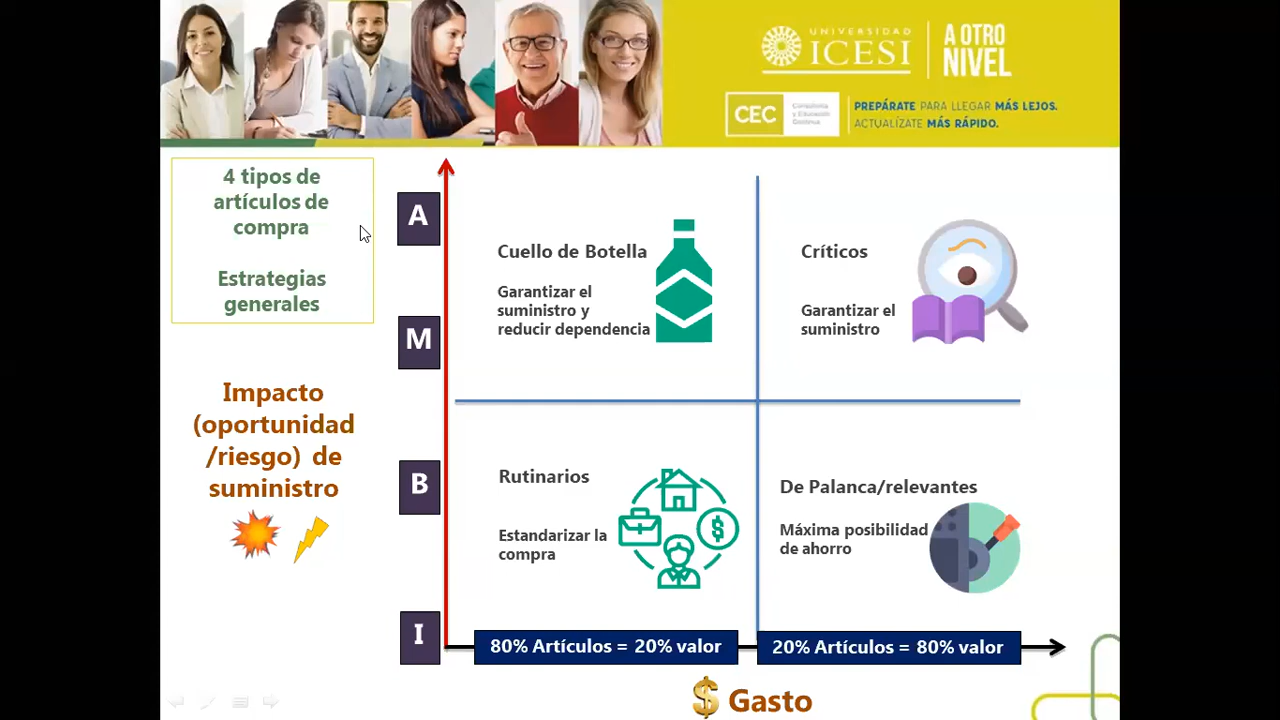 UNIVERSIDAD
ICESI
A OTRO
NIVEL
CEC
Consultoría
y Educación
Continua
PREPÁRATE PARA LLEGAR MÁS LEJOS.
ACTUALÍZATE MÁS RÁPIDO.
4 tipos de
artículos de
compra
Estrategias
generales
Impacto
(oportunidad
/riesgo) de
suministro
A
M
B
I
Cuello de Botella
Garantizar el
suministro y
reducir dependencia
Críticos
Garantizar el
suministro
Rutinarios
Estandarizar la
compra
De Palanca/relevantes
Máxima posibilidad
de ahorro
80% Artículos = 20% valor
20% Artículos = 80% valor
$ Gasto